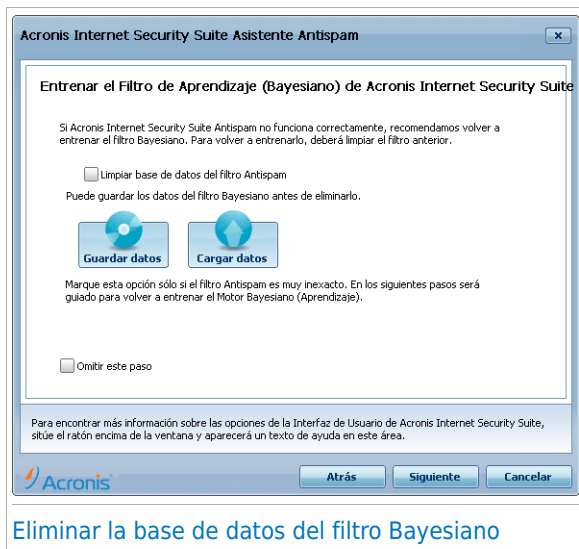 Acronis Internet Security Suite Asistente Antispam
Entrenar el Filtro de Aprendizaje (Bayesiano) de Acronis Internet Security Suite
Si Acronis Internet Security Suite Antispam no funciona correctamente, recomendamos volver a
entrenar el filtro Bayesiano. Para volver a entrenarlo, deberá limpiar el filtro anterior.
Limpiar base de datos del filtro Antispam
Puede guardar los datos del filtro Bayesiano antes de eliminarlo.
Guardar datos Cargar datos
Marque esta opción sólo si el filtro Antispam es muy inexacto. En los siguientes pasos será
guiado para volver a entrenar el Motor Bayesiano (Aprendizaje).
Omitir este paso
Para encontrar más información sobre las opciones de la Interfaz de Usuario de Acronis Internet Security Suite,
sitúe el ratón encima de la ventana y aparecerá un texto de ayuda en este área.
Acronis Atrás Siguiente Cancelar
Eliminar la base de datos del filtro Bayesiano